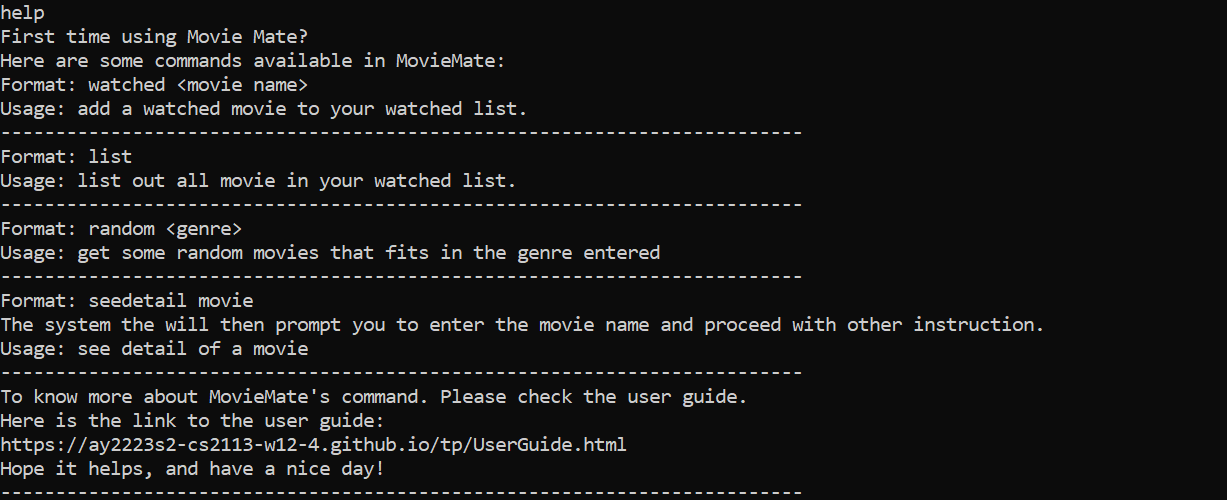 help
First time using Movie Mate?
Here are some commands available in MovieMate:
Format: watched <movie name>
Usage: add a watched movie to your watched list.
-------------------------------------------------------------------------
Format: list
Usage: list out all movie in your watched list.
-------------------------------------------------------------------------
Format: random <genre>
Usage: get some random movies that fits in the genre entered
-------------------------------------------------------------------------
Format: seedetail movie
The system the will then prompt you to enter the movie name and proceed with other instruction.
Usage: see detail of a movie
-------------------------------------------------------------------------
To know more about MovieMate's command. Please check the user guide.
Here is the link to the user guide:
https://ay2223s2-cs2113-w12-4.github.io/tp/UserGuide.html
Hope it helps, and have a nice day!
-------------------------------------------------------------------------